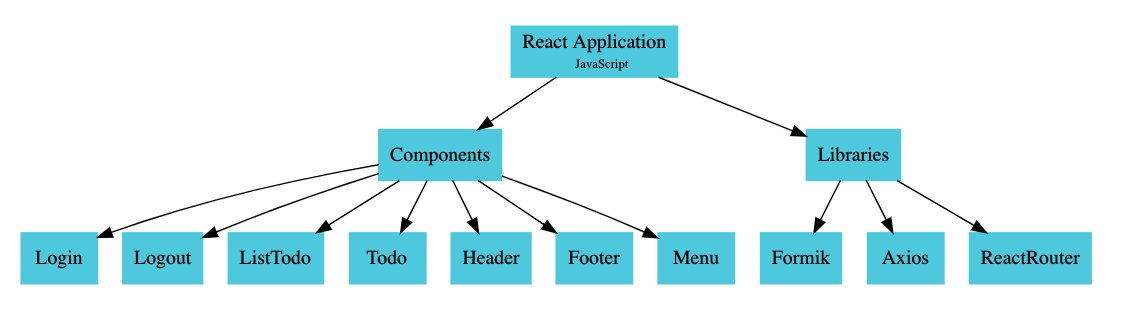 React Application
JavaScript
Components
Libraries
Login
Logout
ListTodo
Todo
Header
Footer
Menu
Formik
Axios
ReactRouter